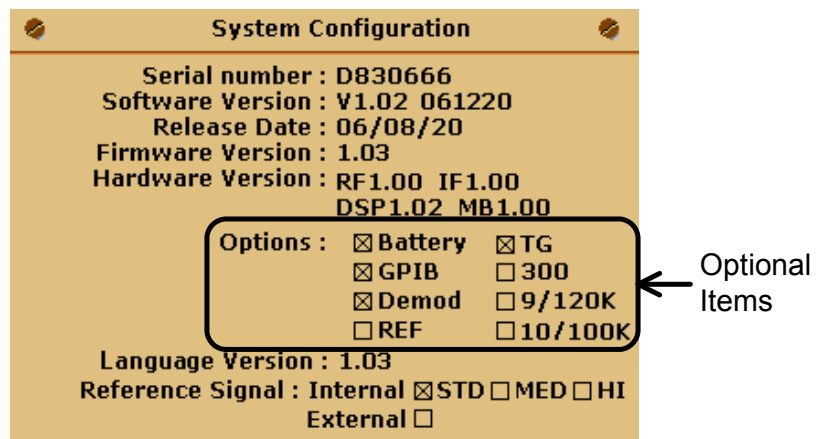 System Configuration
Serial number : D830666
Software Version : V1.02 061220
Release Date : 06/08/20
Firmware Version : 1.03
Hardware Version : RF1.00 IF1.00
DSP1.02 MB1.00
Options : ☒ Battery ☒ TG
☒ GPIB ☐ 300
☒ Demod ☐ 9/120K
☐ REF ☐ 10/100K
Optional
Items
Language Version : 1.03
Reference Signal : Internal ☒ STD ☐ MED ☐ HI
External ☐